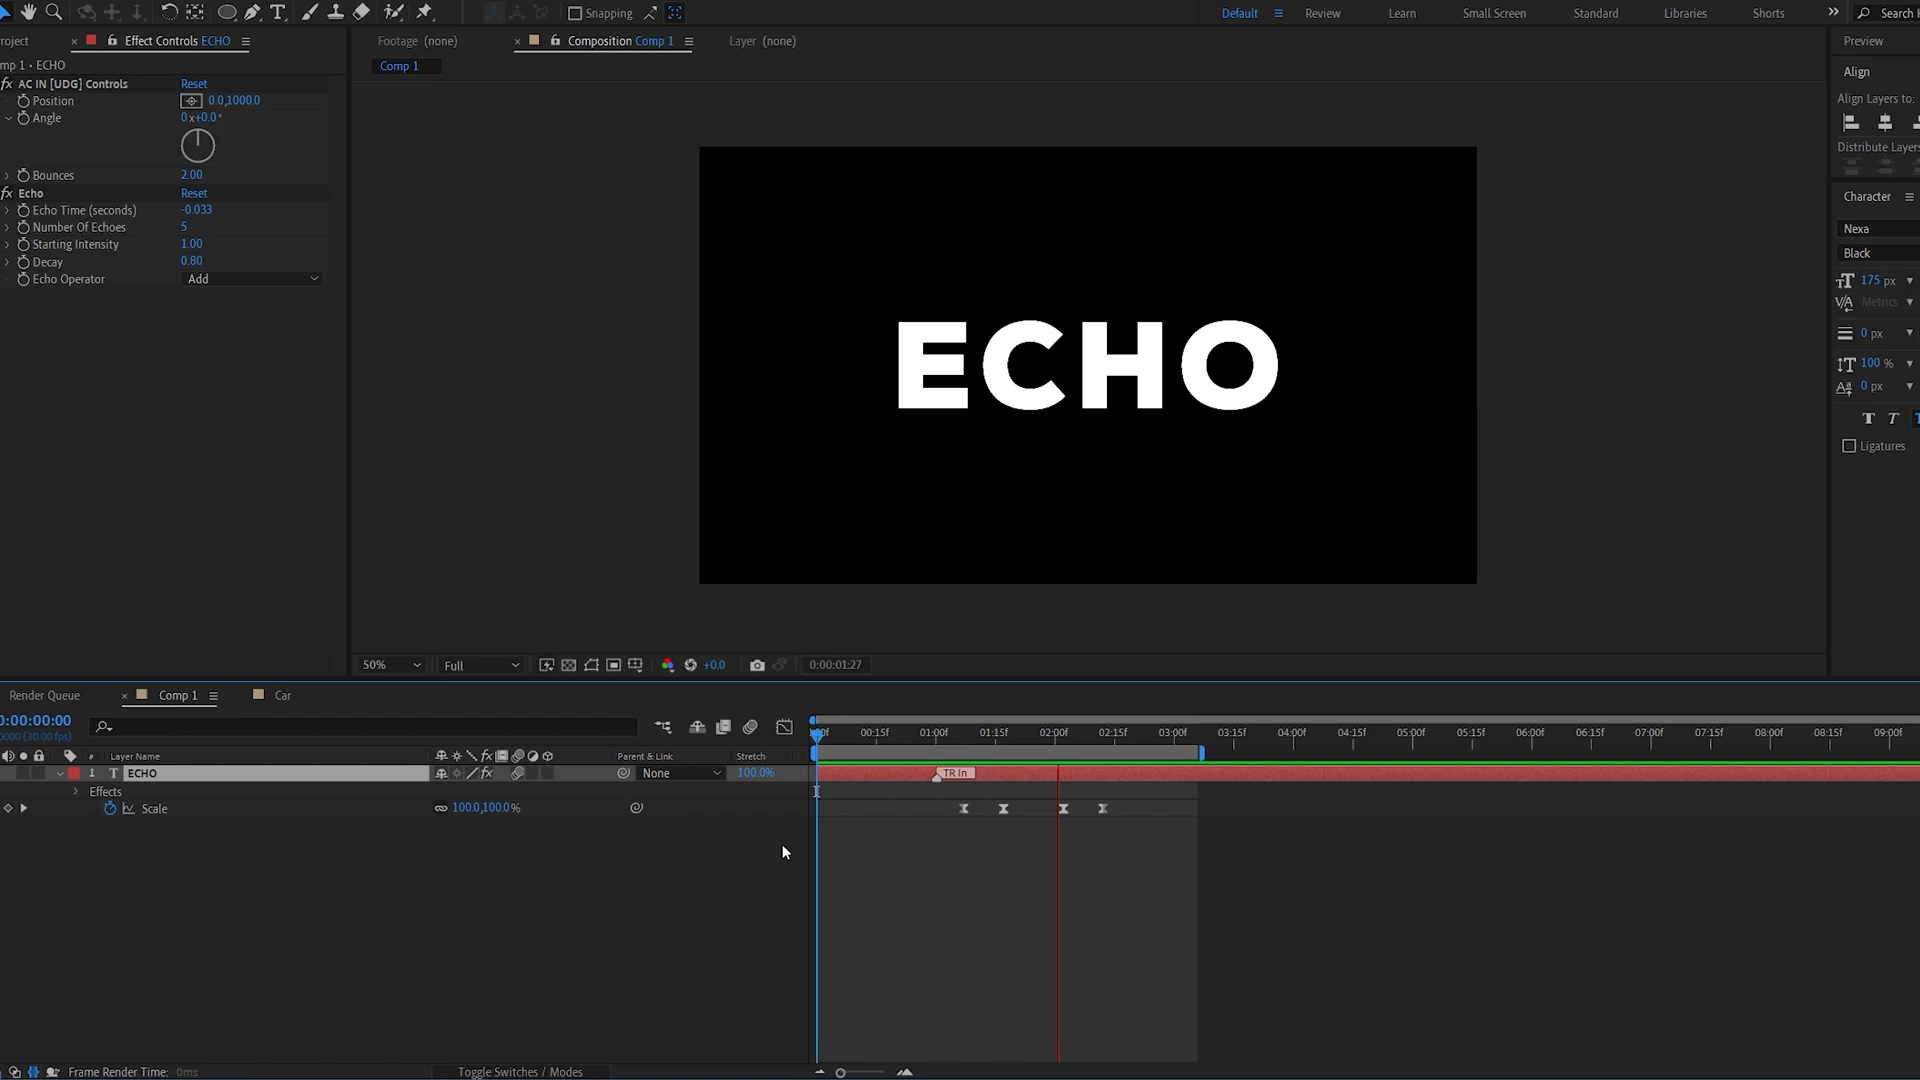 Snapping
Default
Review
Learn
Small Screen
Standard
Libraries
Shorts
Search
roject
Effect Controls ECHO
Footage (none)
Composition Comp 1
Layer (none)
Preview
mp 1 • ECHO
Comp 1
Align
fx AC IN [UDG] Controls Reset
Position 0.0,1000.0
Angle 0x+0.0°
Align Layers to:
Distribute Layers
Bounces 2.00
fx Echo Reset
Echo Time (seconds) -0.033
Number Of Echoes 5
Starting Intensity 1.00
Decay 0.80
Echo Operator Add
Character
Nexa
Black
175 px
Metrics
0 px
100 %
0 px
T T
Ligatures
ECHO
50% Full +0.0 0:00:01:27
Render Queue Comp 1 Car
0:00:00:00
0000 (30.00 fps)
00:15f 01:00f 01:15f 02:00f 02:15f 03:00f 03:15f 04:00f 04:15f 05:00f 05:15f 06:00f 06:15f 07:00f 07:15f 08:00f 08:15f 09:00f
# Layer Name Parent & Link Stretch
1 T ECHO None 100.0% TR In
Effects
Scale 100.0,100.0%
Frame Render Time: 0ms
Toggle Switches / Modes